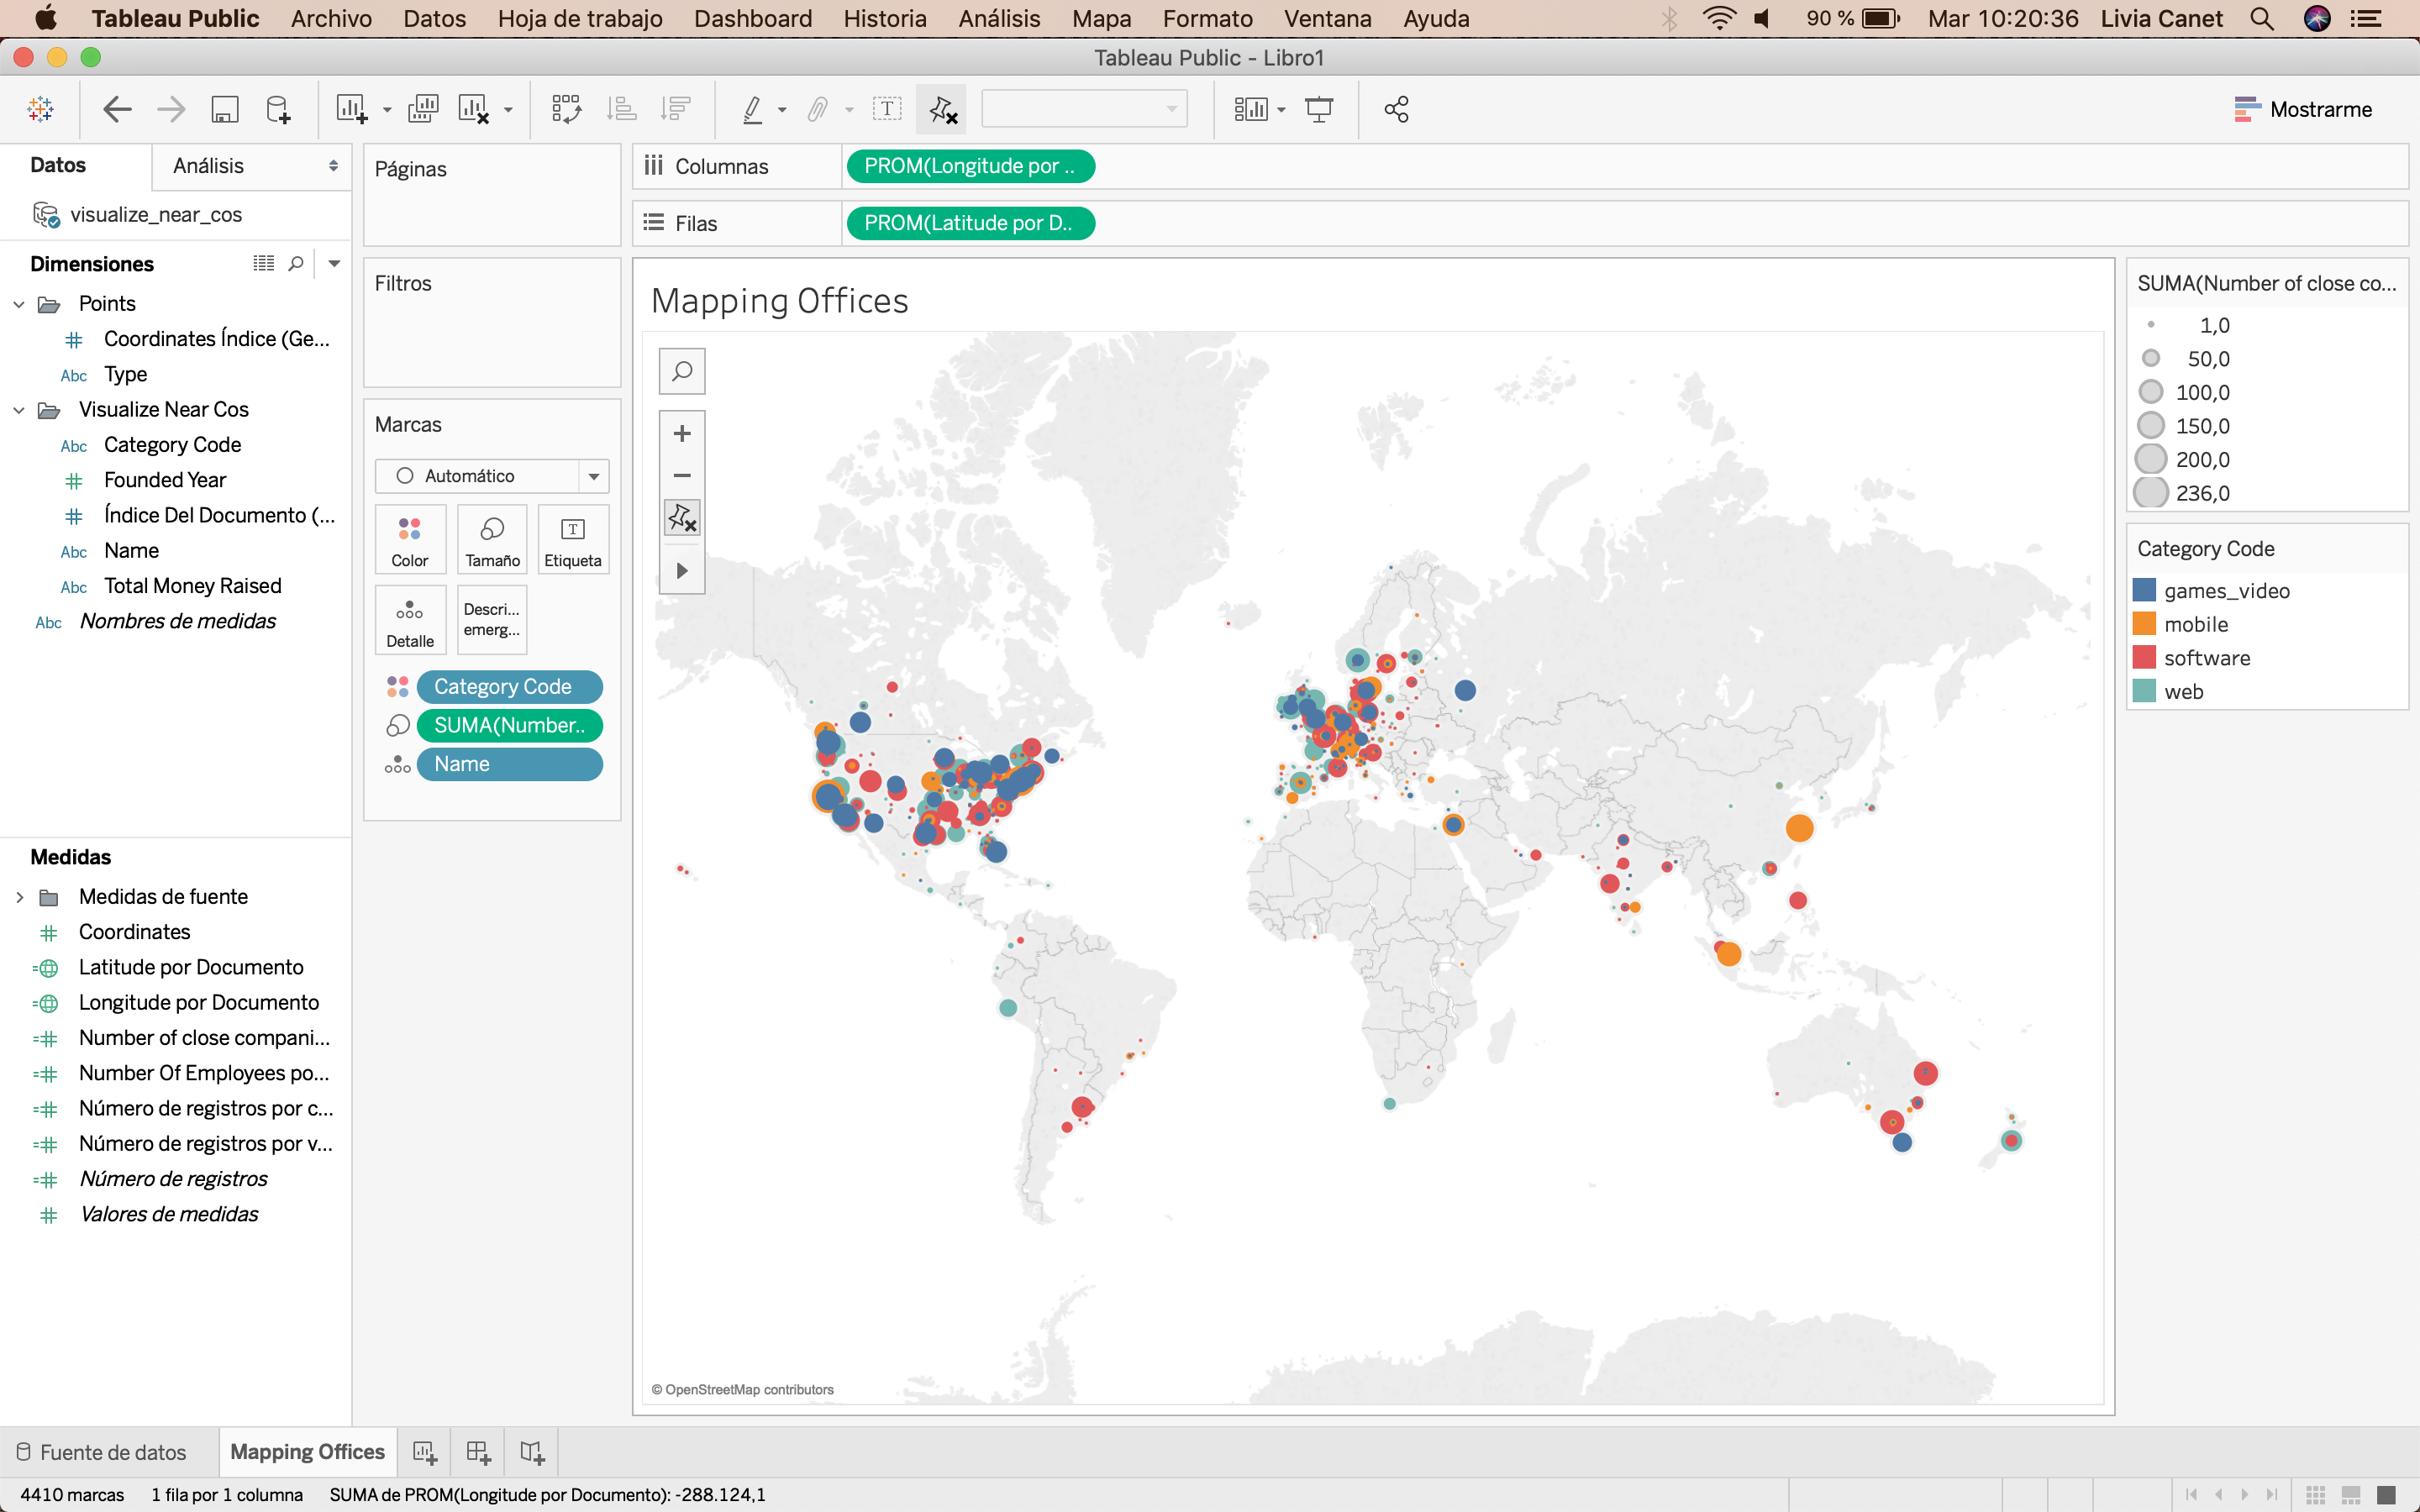 Tableau Public Archivo Datos Hoja de trabajo Dashboard Historia Análisis Mapa Formato Ventana Ayuda 90 % Mar 10:20:36 Livia Canet
Tableau Public - Libro1
Mostrarme
Datos Análisis
visualize_near_cos
Dimensiones
Points
Coordinates Índice (Ge...
Abc Type
Visualize Near Cos
Abc Category Code
Founded Year
Índice Del Documento (...
Abc Name
Abc Total Money Raised
Abc Nombres de medidas
Medidas
Medidas de fuente
Coordinates
Latitude por Documento
Longitude por Documento
Number of close compani...
Number Of Employees po...
Número de registros por c...
Número de registros por v...
Número de registros
Valores de medidas
Páginas
Filtros
Marcas
Automático
Color Tamaño Etiqueta
Detalle Descri... emerg...
Category Code
SUMA(Number..
Name
Columnas PROM(Longitude por ..
Filas PROM(Latitude por D..
Mapping Offices
© OpenStreetMap contributors
SUMA(Number of close co...
1,0
50,0
100,0
150,0
200,0
236,0
Category Code
games_video
mobile
software
web
Fuente de datos Mapping Offices
4410 marcas 1 fila por 1 columna SUMA de PROM(Longitude por Documento): -288.124,1